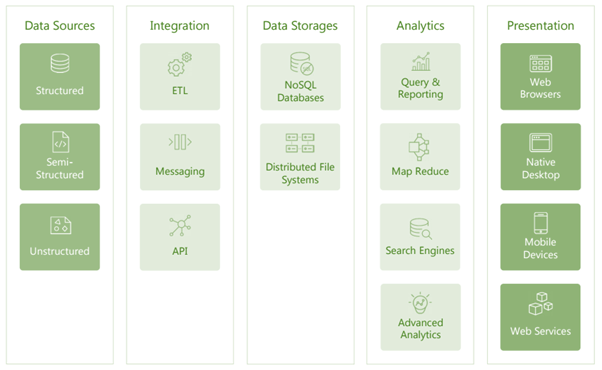 Data Sources
Structured
Semi-
Structured
Unstructured
Integration
ETL
Messaging
API
Data Storages
NoSQL
Databases
Distributed File
Systems
Analytics
Query &
Reporting
Map Reduce
Search Engines
Advanced
Analytics
Presentation
Web
Browsers
Native
Desktop
Mobile
Devices
Web Services